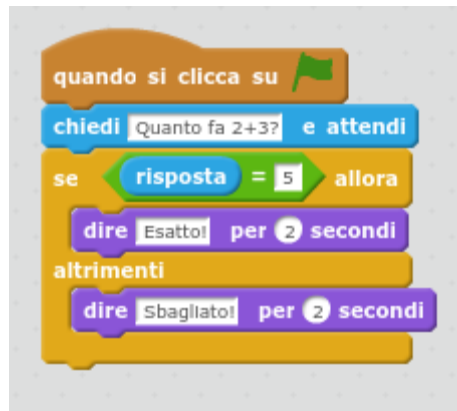 quando si clicca su
chiedi Quanto fa 2+3? e attendi
se risposta = 5 allora
dire Esatto! per 2 secondi
altrimenti
dire Sbagliato! per 2 secondi